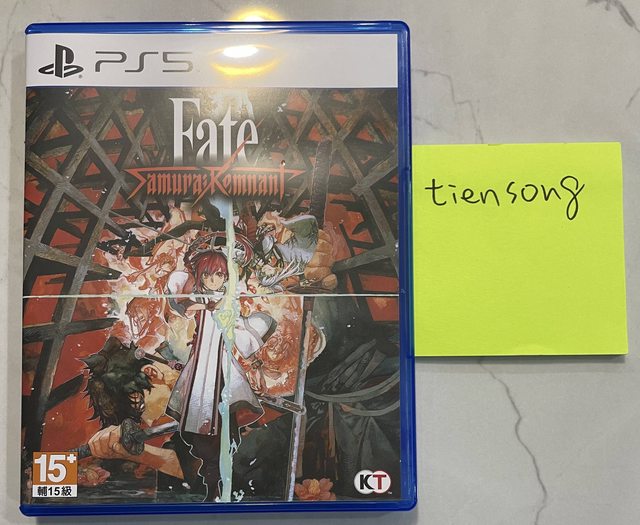 PS5
Fate
Samurai Remnant
tiensong
15+
輔15級
KT